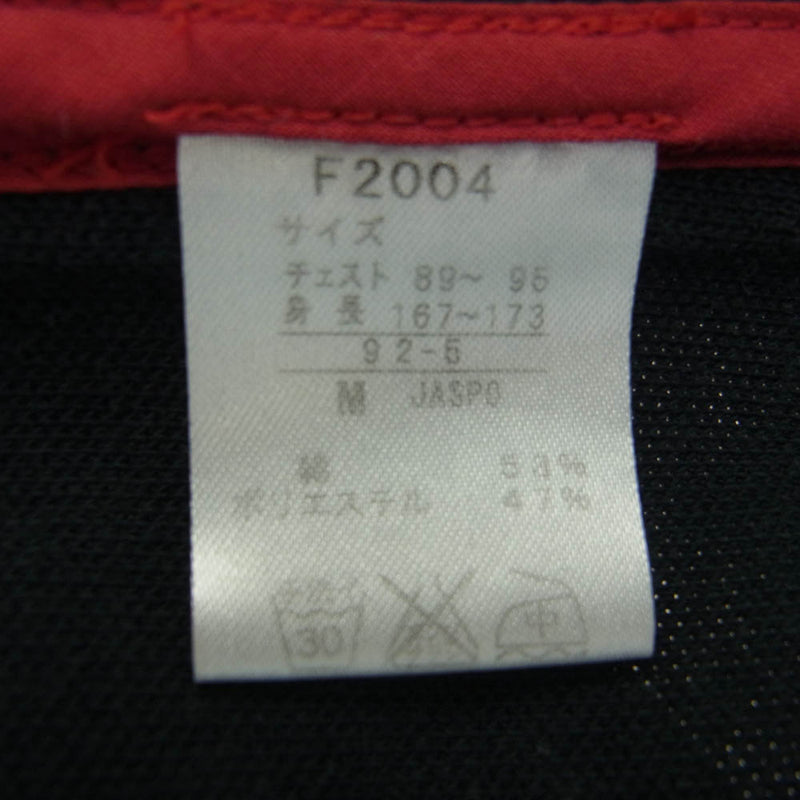 F2004
サイズ
チェスト 89～ 95
身長 167～173
92-5
M JASPO
綿 53%
ポリエステル 47%
30
中